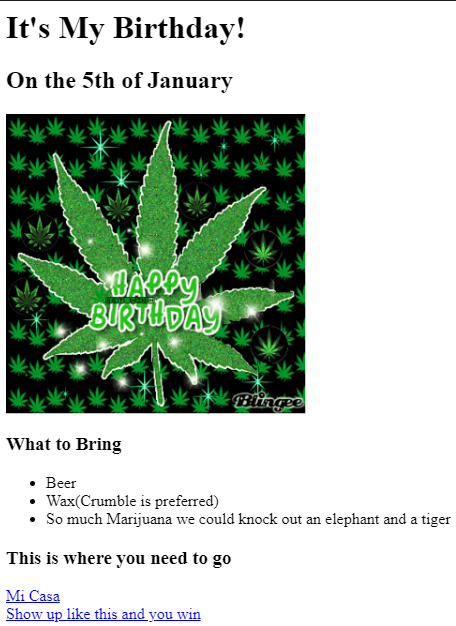 It's My Birthday!
On the 5th of January
HAPPY
BIRTHDAY
Blingee
What to Bring
Beer
Wax(Crumble is preferred)
So much Marijuana we could knock out an elephant and a tiger
This is where you need to go
Mi Casa
Show up like this and you win